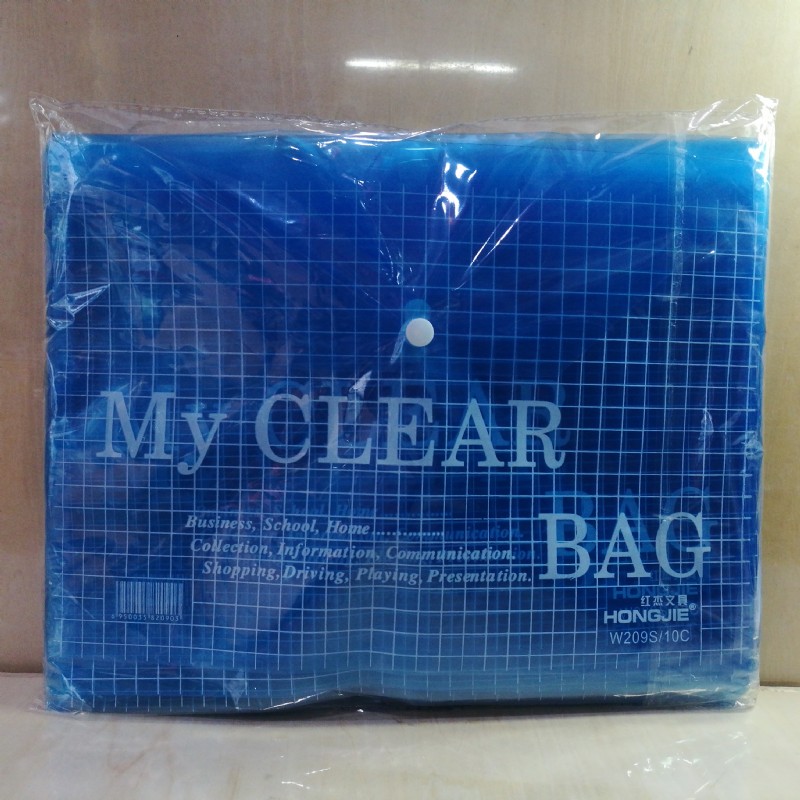 My CLEAR
BAG
Business, School, Home ..............
Collection, Information, Communication.
Shopping, Driving, Playing, Presentation.
红杰文具
HONGJIE®
W209S/10C